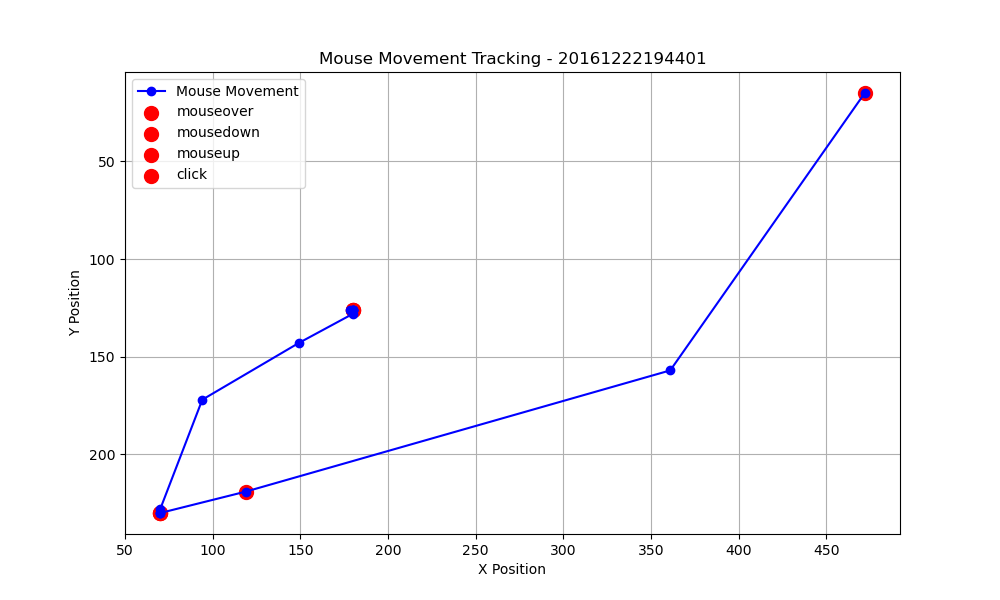 Mouse Movement Tracking - 20161222194401
Mouse Movement
mouseover
mousedown
mouseup
click
50
100
150
200
Y Position
50
100
150
200
250
300
350
400
450
X Position